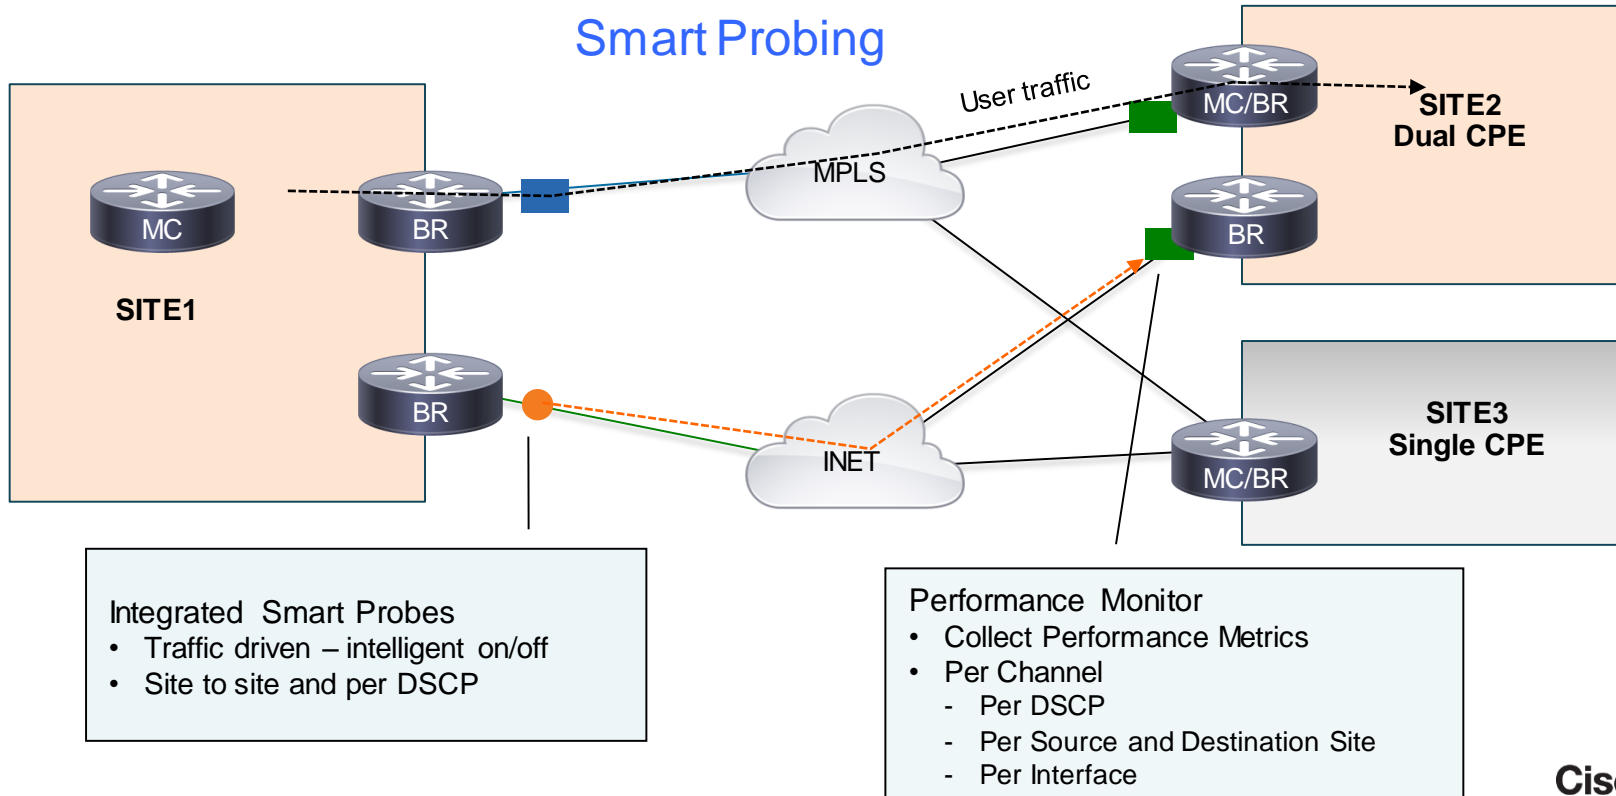 Smart Probing
User traffic
MC/BR
SITE2
Dual CPE
MPLS
MC
BR
BR
SITE1
BR
INET
SITE3
Single CPE
MC/BR
Integrated Smart Probes
• Traffic driven – intelligent on/off
• Site to site and per DSCP
Performance Monitor
• Collect Performance Metrics
• Per Channel
- Per DSCP
- Per Source and Destination Site
- Per Interface